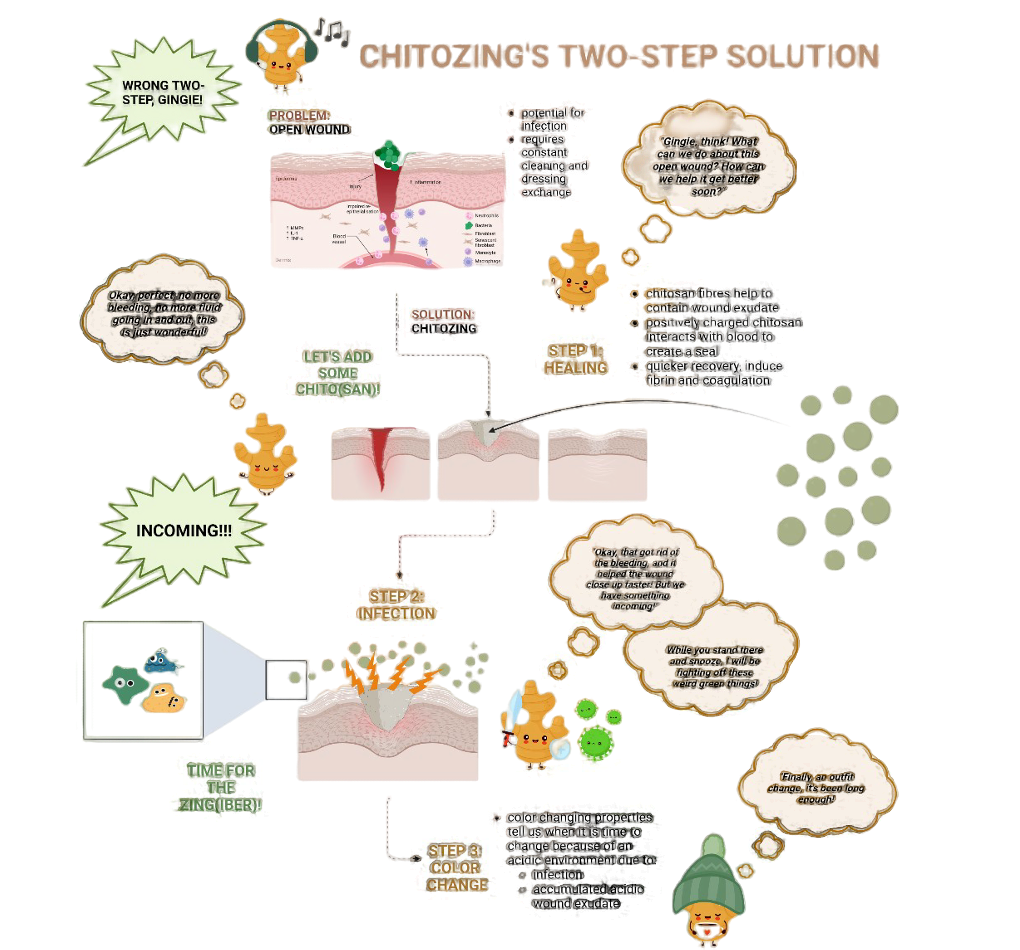 CHITOZING'S TWO-STEP SOLUTION
WRONG TWO-
STEP, GINGIE!
PROBLEM:
OPEN WOUND
potential for
infection
requires
constant
cleaning and
dressing
exchange
"Gingie, think! What
can we do about this
open wound? How can
we help it get better
soon?"
Epidermis
Injury
↑ Inflammation
Impaired re-
epithelialisation
↑ MMPs
Blood
vessel
Neutrophils
Bacteria
Fibroblast
Senescent
fibroblast
Monocyte
Macrophage
Dermis
Okay, perfect, no more
bleeding, no more fluid
going in and out, this
is just wonderful!
SOLUTION:
CHITOZING
LET'S ADD
SOME
CHITO(SAN)!
STEP 1:
HEALING
chitosan fibres help to
contain wound exudate
positively charged chitosan
interacts with blood to
create a seal
quicker recovery, induce
fibrin and coagulation
INCOMING!!!
STEP 2:
INFECTION
"Okay, that got rid of
the bleeding, and it
helped the wound
close up faster! But we
have something
incoming!"
While you stand there
and snooze, I will be
fighting off these
weird green things!
TIME FOR
THE
ZING(IBER)!
"Finally, an outfit
change, it's been long
enough!
STEP 3:
COLOR
CHANGE
color changing properties
tell us when it is time to
change because of an
acidic environment due to:
infection
accumulated acidic
wound exudate